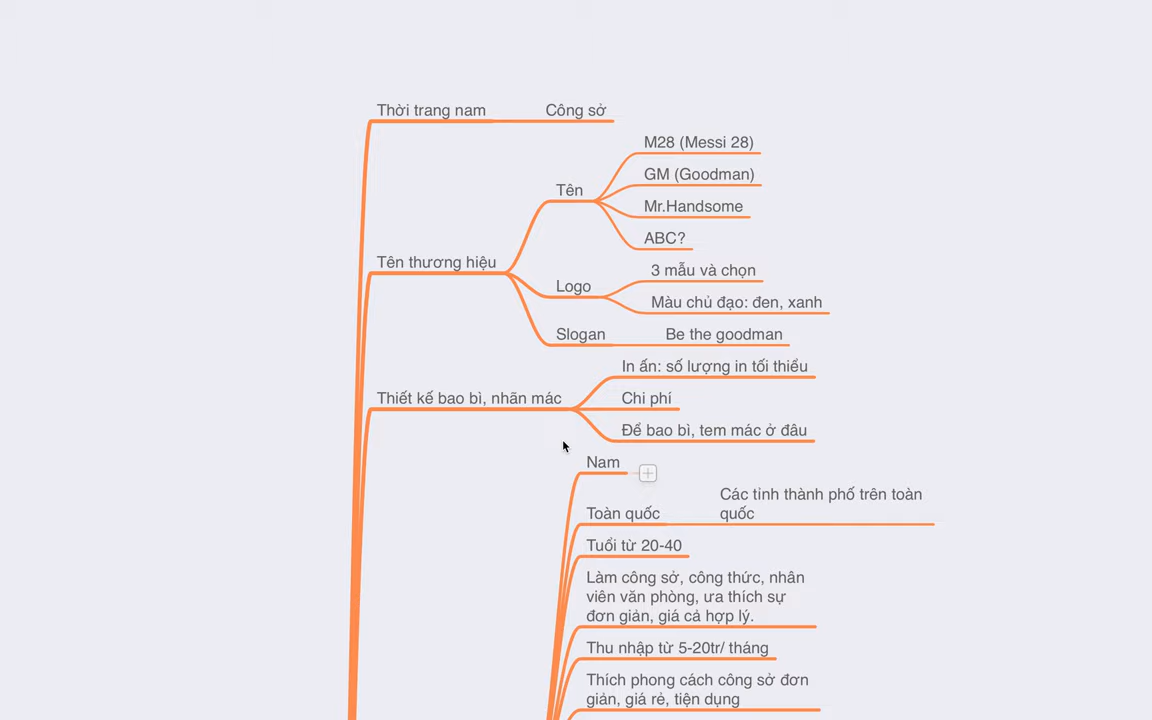 Thời trang nam
Công sở
Tên thương hiệu
Tên
M28 (Messi 28)
GM (Goodman)
Mr.Handsome
ABC?
Logo
3 mẫu và chọn
Màu chủ đạo: đen, xanh
Slogan
Be the goodman
Thiết kế bao bì, nhãn mác
In ấn: số lượng in tối thiểu
Chi phí
Để bao bì, tem mác ở đâu
Nam
Toàn quốc
Các tỉnh thành phố trên toàn
quốc
Tuổi từ 20-40
Làm công sở, công thức, nhân
viên văn phòng, ưa thích sự
đơn giản, giá cả hợp lý.
Thu nhập từ 5-20tr/ tháng
Thích phong cách công sở đơn
giản, giá rẻ, tiện dụng